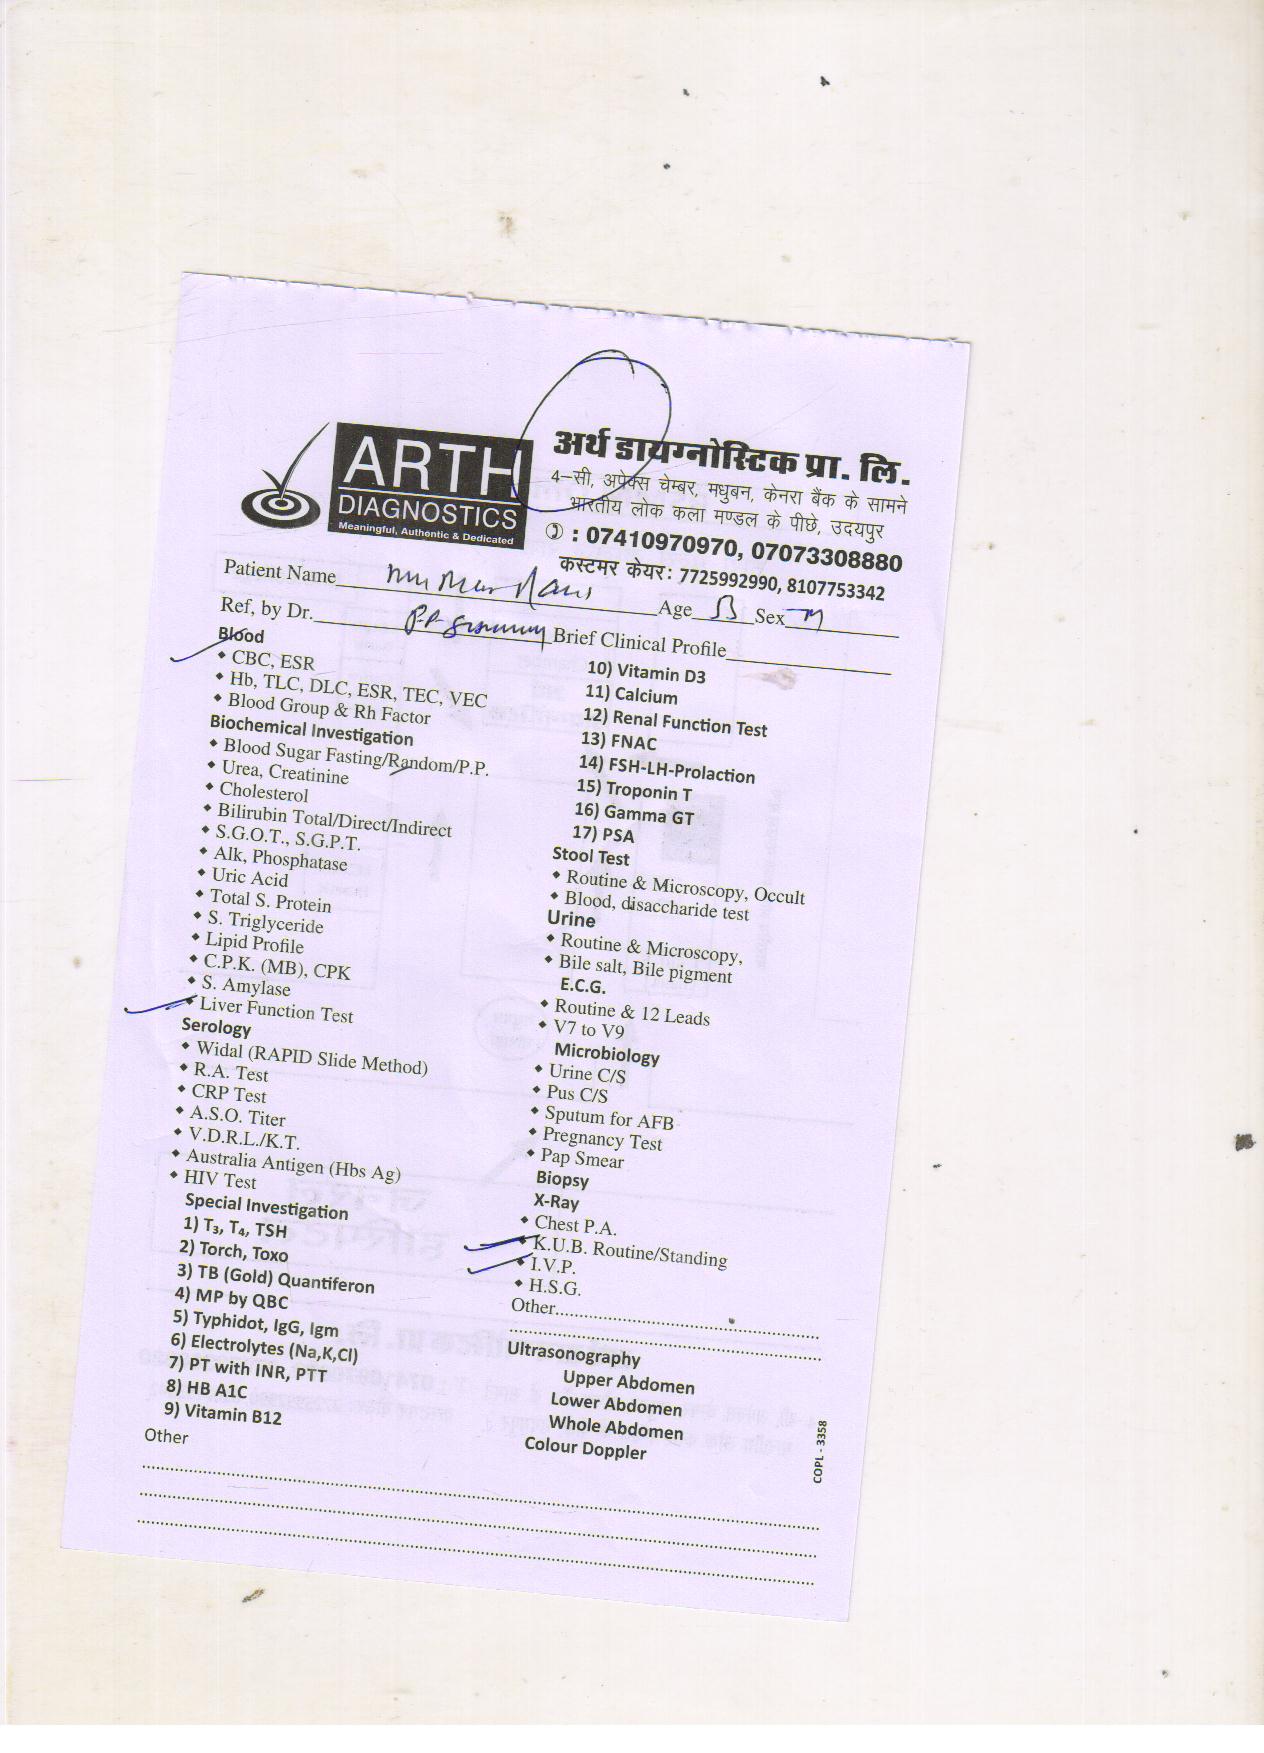 ARTH
DIAGNOSTICS
Meaningful, Authentic & Dedicated
अर्थ डायग्नोस्टिक प्रा. लि.
4–सी, अपेक्स चेम्बर, मधुबन, केनरा बैंक के सामने
भारतीय लोक कला मण्डल के पीछे, उदयपुर
: 07410970970, 07073308880
कस्टमर केयर: 7725992990, 8107753342
Patient Name Age Sex M
Ref, by Dr. Brief Clinical Profile
Blood
CBC, ESR
Hb, TLC, DLC, ESR, TEC, VEC
Blood Group & Rh Factor
Biochemical Investigation
Blood Sugar Fasting/Random/P.P.
Urea, Creatinine
Cholesterol
Bilirubin Total/Direct/Indirect
S.G.O.T., S.G.P.T.
Alk, Phosphatase
Uric Acid
Total S. Protein
S. Triglyceride
Lipid Profile
C.P.K. (MB), CPK
S. Amylase
Liver Function Test
Serology
Widal (RAPID Slide Method)
R.A. Test
CRP Test
A.S.O. Titer
V.D.R.L./K.T.
Australia Antigen (Hbs Ag)
HIV Test
Special Investigation
1) T₃, T₄, TSH
2) Torch, Toxo
3) TB (Gold) Quantiferon
4) MP by QBC
5) Typhidot, IgG, Igm
6) Electrolytes (Na,K,Cl)
7) PT with INR, PTT
8) HB A1C
9) Vitamin B12
Other
10) Vitamin D3
11) Calcium
12) Renal Function Test
13) FNAC
14) FSH-LH-Prolaction
15) Troponin T
16) Gamma GT
17) PSA
Stool Test
Routine & Microscopy, Occult
Blood, disaccharide test
Urine
Routine & Microscopy,
Bile salt, Bile pigment
E.C.G.
Routine & 12 Leads
V7 to V9
Microbiology
Urine C/S
Pus C/S
Sputum for AFB
Pregnancy Test
Pap Smear
Biopsy
X-Ray
Chest P.A.
K.U.B. Routine/Standing
I.V.P.
H.S.G.
Other
Ultrasonography
Upper Abdomen
Lower Abdomen
Whole Abdomen
Colour Doppler
COPL - 3358